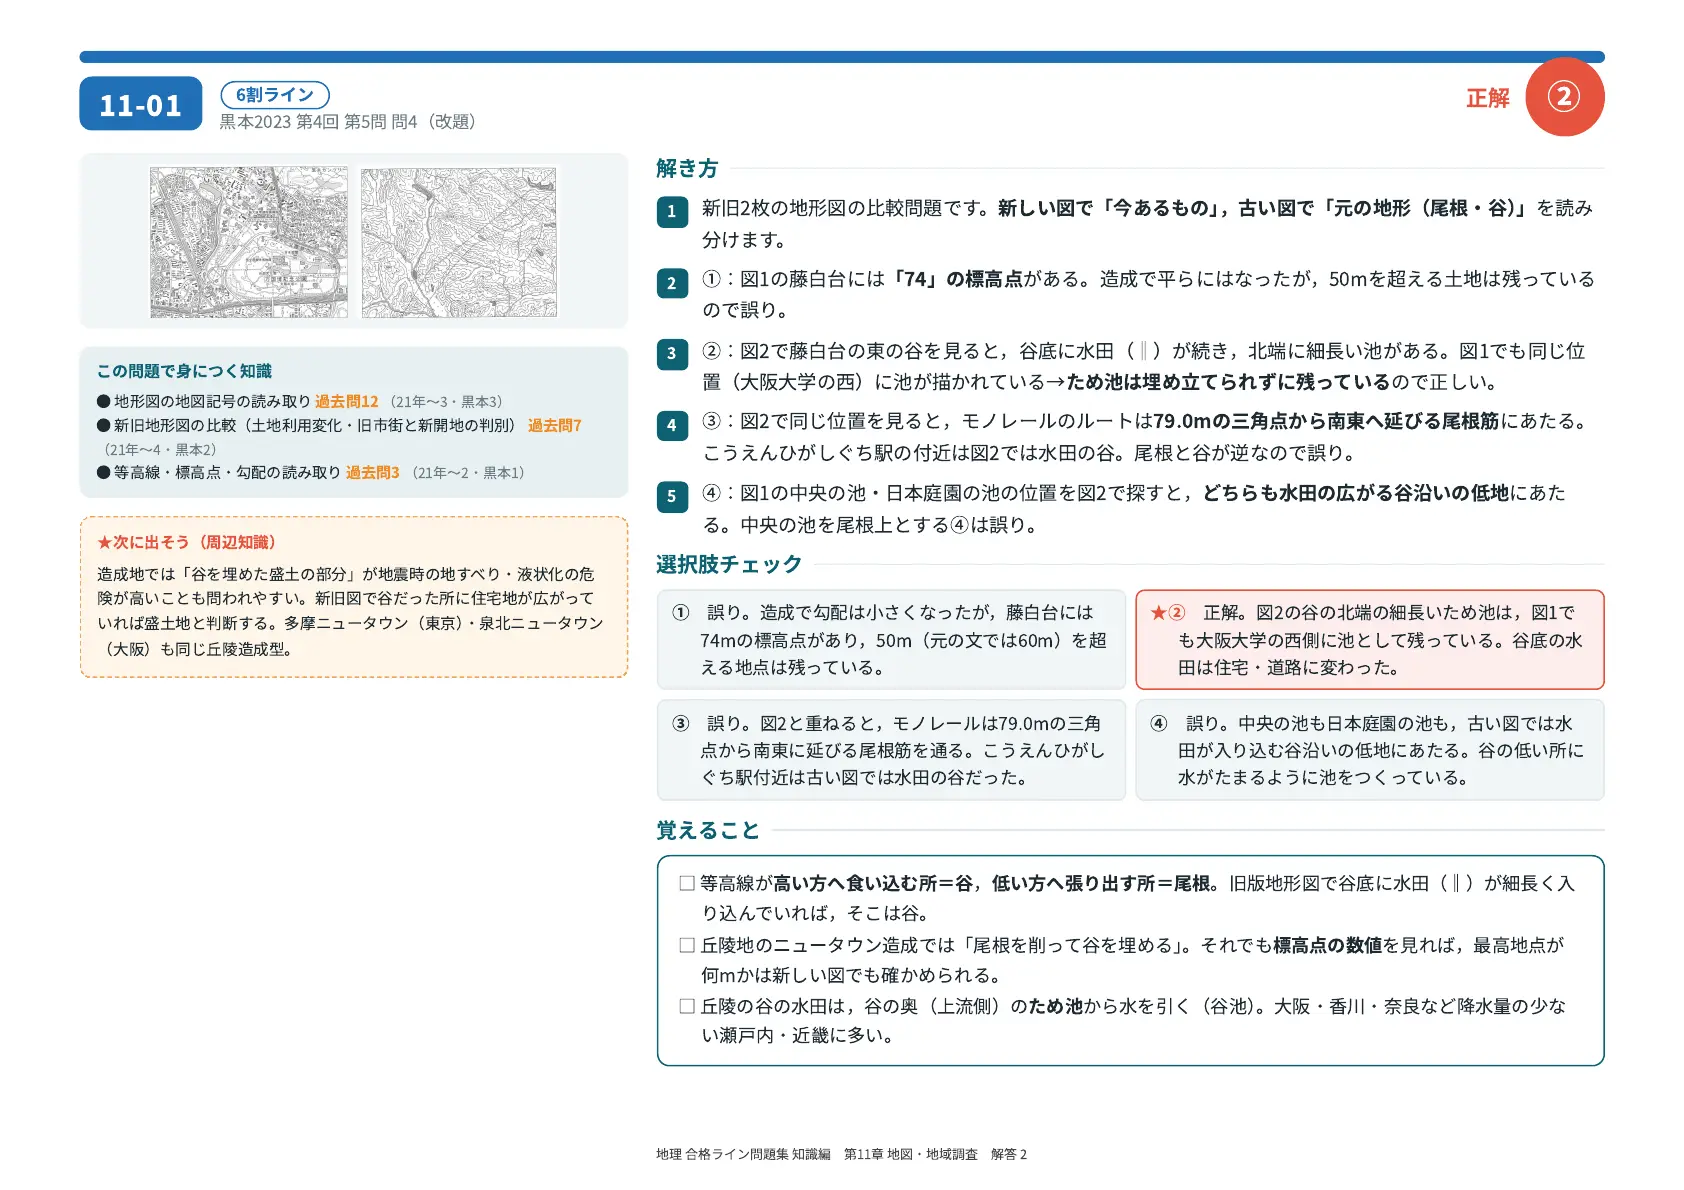 11-01
6割ライン
黒本2023 第4回 第5問 問4（改題）
正解
②
この問題で身につく知識
●地形図の地図記号の読み取り 過去問12 （21年〜3・黒本3）
●新旧地形図の比較（土地利用変化・旧市街と新開地の判別） 過去問7
（21年〜4・黒本2）
●等高線・標高点・勾配の読み取り 過去問3 （21年〜2・黒本1）
★次に出そう（周辺知識）
造成地では「谷を埋めた盛土の部分」が地震時の地すべり・液状化の危
険が高いことも問われやすい。新旧図で谷だった所に住宅地が広がって
いれば盛土地と判断する。多摩ニュータウン（東京）・泉北ニュータウン
（大阪）も同じ丘陵造成型。
解き方
1 新旧2枚の地形図の比較問題です。新しい図で「今あるもの」，古い図で「元の地形（尾根・谷）」を読み
分けます。
2 ①：図1の藤白台には「74」の標高点がある。造成で平らにはなったが，50mを超える土地は残っている
ので誤り。
3 ②：図2で藤白台の東の谷を見ると，谷底に水田（‖）が続き，北端に細長い池がある。図1でも同じ位
置（大阪大学の西）に池が描かれている→ため池は埋め立てられずに残っているので正しい。
4 ③：図2で同じ位置を見ると，モノレールのルートは79.0mの三角点から南東へ延びる尾根筋にあたる。
こうえんひがしぐち駅の付近は図2では水田の谷。尾根と谷が逆なので誤り。
5 ④：図1の中央の池・日本庭園の池の位置を図2で探すと，どちらも水田の広がる谷沿いの低地にあた
る。中央の池を尾根上とする④は誤り。
選択肢チェック
① 誤り。造成で勾配は小さくなったが，藤白台には
74mの標高点があり，50m（元の文では60m）を超
える地点は残っている。
★② 正解。図2の谷の北端の細長いため池は，図1で
も大阪大学の西側に池として残っている。谷底の水
田は住宅・道路に変わった。
③ 誤り。図2と重ねると，モノレールは79.0mの三角
点から南東に延びる尾根筋を通る。こうえんひがし
ぐち駅付近は古い図では水田の谷だった。
④ 誤り。中央の池も日本庭園の池も，古い図では水
田が入り込む谷沿いの低地にあたる。谷の低い所に
水がたまるように池をつくっている。
覚えること
□ 等高線が高い方へ食い込む所＝谷，低い方へ張り出す所＝尾根。旧版地形図で谷底に水田（‖）が細長く入
り込んでいれば，そこは谷。
□ 丘陵地のニュータウン造成では「尾根を削って谷を埋める」。それでも標高点の数値を見れば，最高地点が
何mかは新しい図でも確かめられる。
□ 丘陵の谷の水田は，谷の奥（上流側）のため池から水を引く（谷池）。大阪・香川・奈良など降水量の少な
い瀬戸内・近畿に多い。
地理 合格ライン問題集 知識編 第11章 地図・地域調査 解答 2